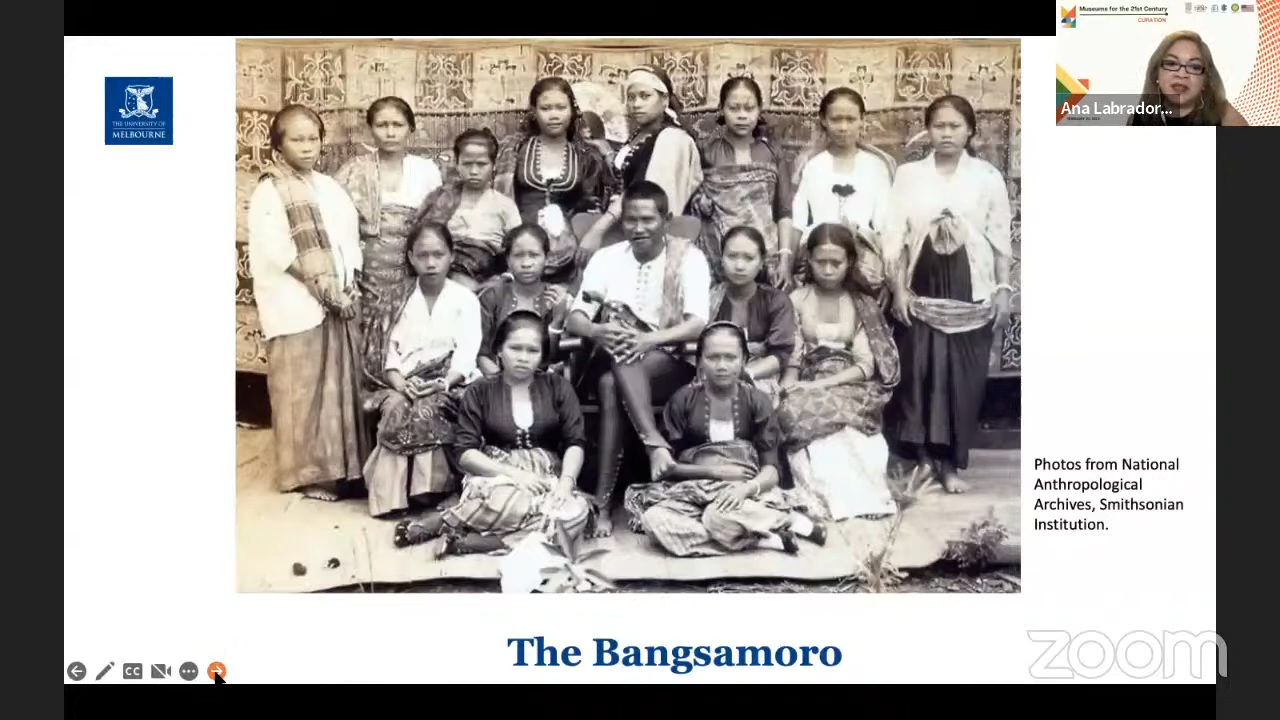 Museums for the 21st Century
CURATION
Ana Labrador...
THE UNIVERSITY OF
MELBOURNE
Photos from National
Anthropological
Archives, Smithsonian
Institution.
The Bangsamoro
CC
zoom